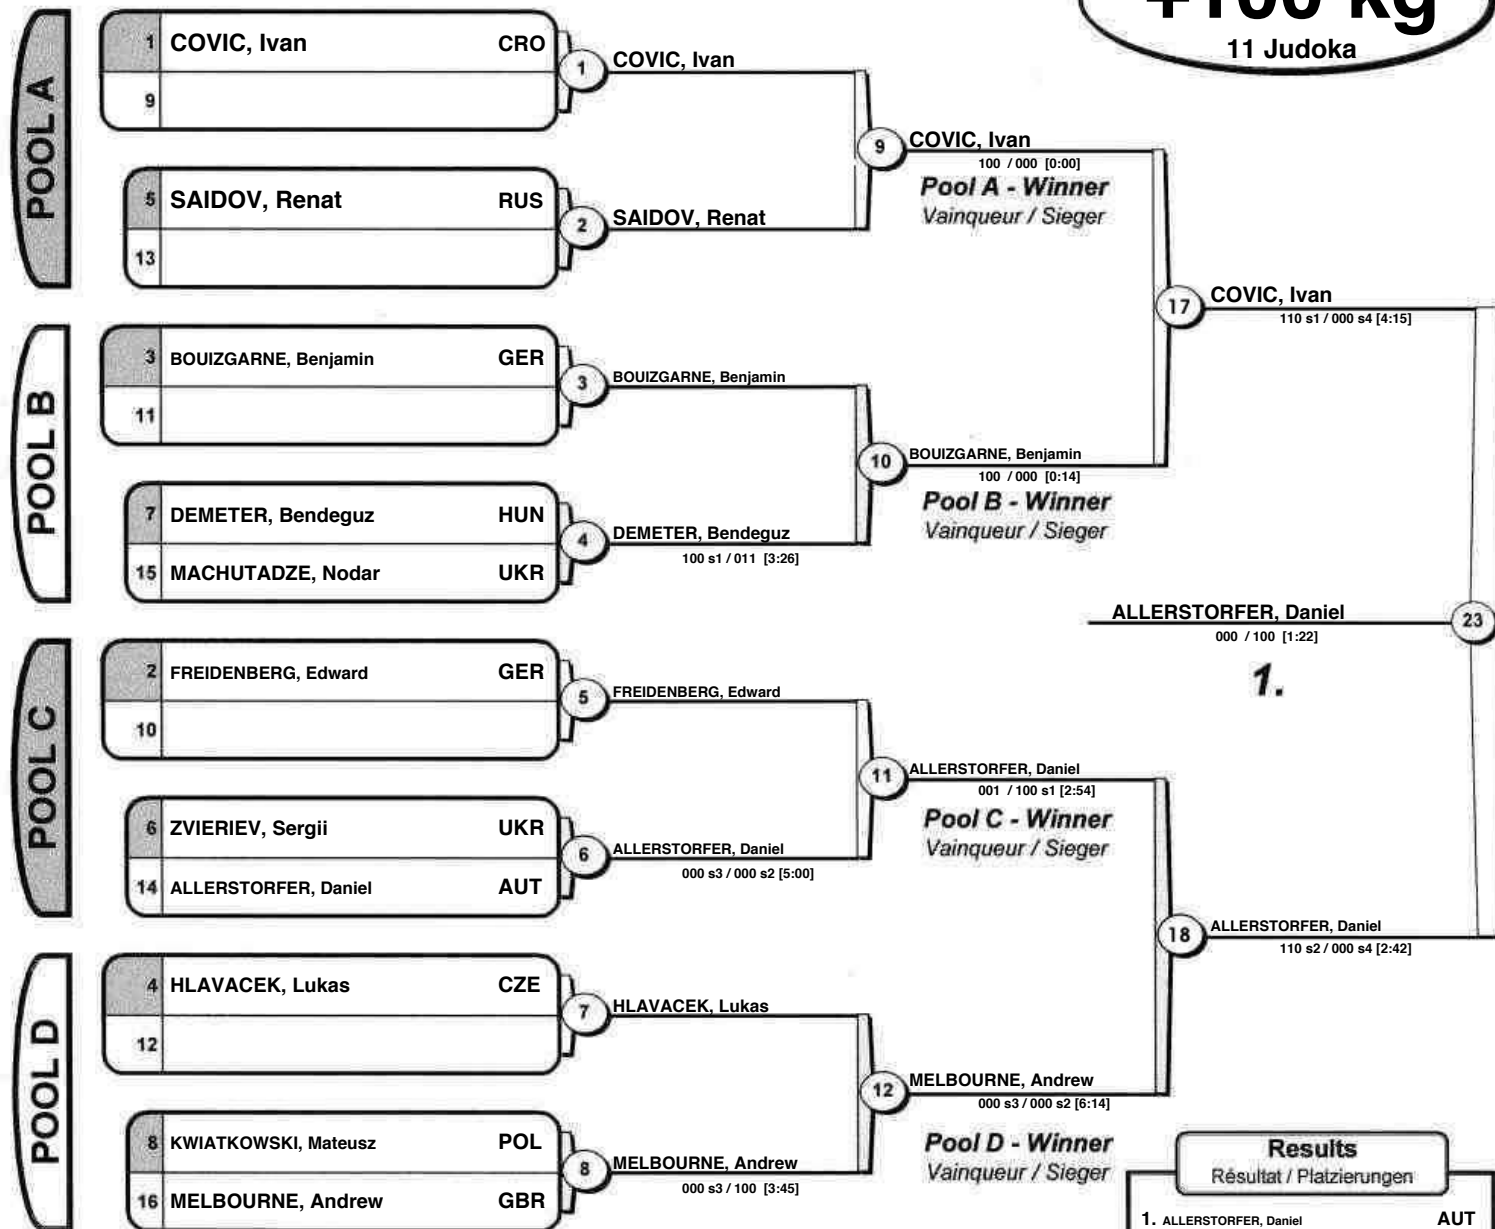 +100 kg
11 Judoka
POOL A
1 COVIC, Ivan CRO
9
1
COVIC, Ivan
5 SAIDOV, Renat RUS
13
2
SAIDOV, Renat
9
COVIC, Ivan
100 / 000 [0:00]
Pool A - Winner
Vainqueur / Sieger
POOL B
3 BOUIZGARNE, Benjamin GER
11
3
BOUIZGARNE, Benjamin
7 DEMETER, Bendeguz HUN
15 MACHUTADZE, Nodar UKR
4
DEMETER, Bendeguz
100 s1 / 011 [3:26]
10
BOUIZGARNE, Benjamin
100 / 000 [0:14]
Pool B - Winner
Vainqueur / Sieger
17
COVIC, Ivan
110 s1 / 000 s4 [4:15]
POOL C
2 FREIDENBERG, Edward GER
10
5
FREIDENBERG, Edward
6 ZVIERIEV, Sergii UKR
14 ALLERSTORFER, Daniel AUT
6
ALLERSTORFER, Daniel
000 s3 / 000 s2 [5:00]
11
ALLERSTORFER, Daniel
001 / 100 s1 [2:54]
Pool C - Winner
Vainqueur / Sieger
POOL D
4 HLAVACEK, Lukas CZE
12
7
HLAVACEK, Lukas
8 KWIATKOWSKI, Mateusz POL
16 MELBOURNE, Andrew GBR
8
MELBOURNE, Andrew
000 s3 / 100 [3:45]
12
MELBOURNE, Andrew
000 s3 / 000 s2 [6:14]
Pool D - Winner
Vainqueur / Sieger
18
ALLERSTORFER, Daniel
110 s2 / 000 s4 [2:42]
ALLERSTORFER, Daniel
23
000 / 100 [1:22]
1.
Results
Résultat / Platzierungen
1. ALLERSTORFER, Daniel AUT